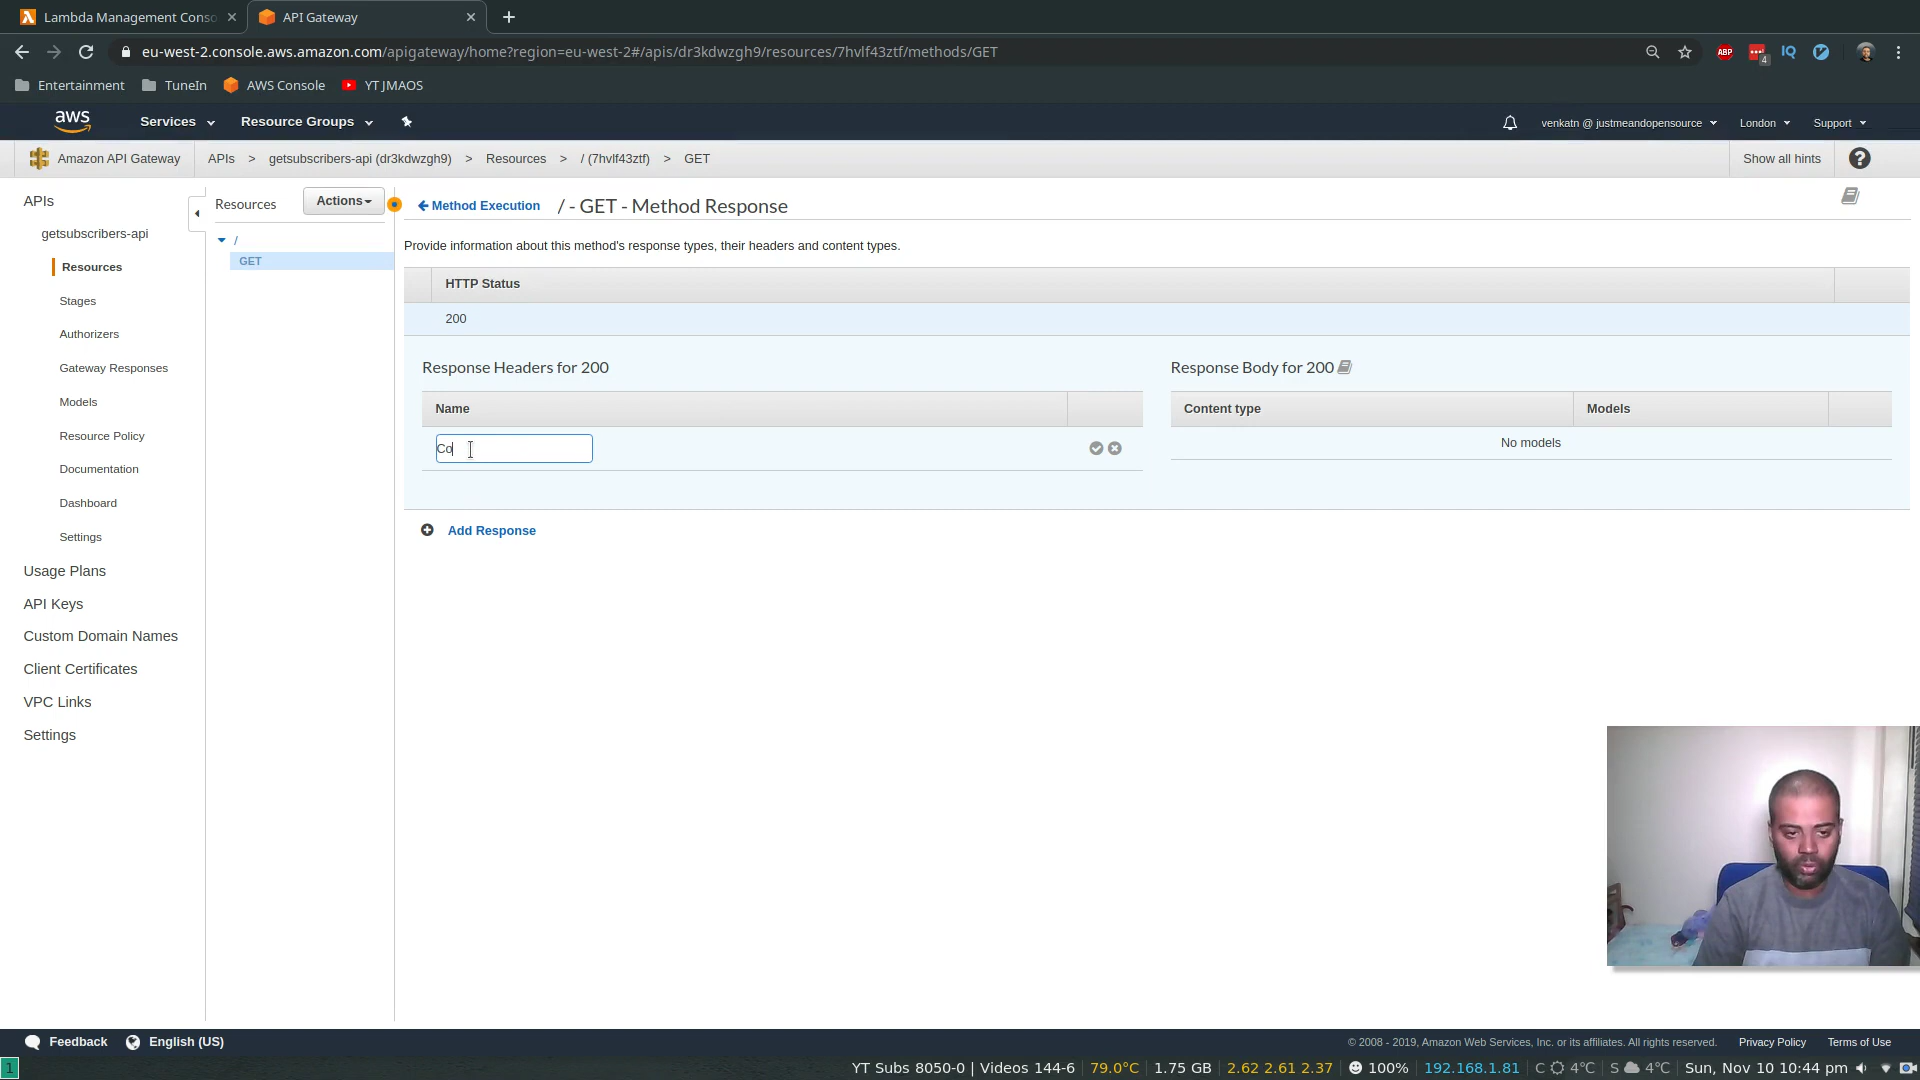 Lambda Management Conso
API Gateway
eu-west-2.console.aws.amazon.com/apigateway/home?region=eu-west-2#/apis/dr3kdwzgh9/resources/7hvlf43ztf/methods/GET
ABP
4
IQ
Entertainment
TuneIn
AWS Console
YT JMAOS
aws
Services
Resource Groups
venkatn @ justmeandopensource
London
Support
Amazon API Gateway
APIs > getsubscribers-api (dr3kdwzgh9) > Resources > / (7hvlf43ztf) > GET
Show all hints
?
APIs
getsubscribers-api
Resources
Stages
Authorizers
Gateway Responses
Models
Resource Policy
Documentation
Dashboard
Settings
Usage Plans
API Keys
Custom Domain Names
Client Certificates
VPC Links
Settings
Resources
Actions
/
GET
Method Execution
/ - GET - Method Response
Provide information about this method's response types, their headers and content types.
HTTP Status
200
Response Headers for 200
Name
Co
Response Body for 200
Content type
Models
No models
Add Response
Feedback
English (US)
© 2008 - 2019, Amazon Web Services, Inc. or its affiliates. All rights reserved.
Privacy Policy
Terms of Use
1
YT Subs 8050-0 | Videos 144-6
79.0°C | 1.75 GB | 2.62 2.61 2.37 | 100% | 192.168.1.81 | C 4°C | S 4°C | Sun, Nov 10 10:44 pm